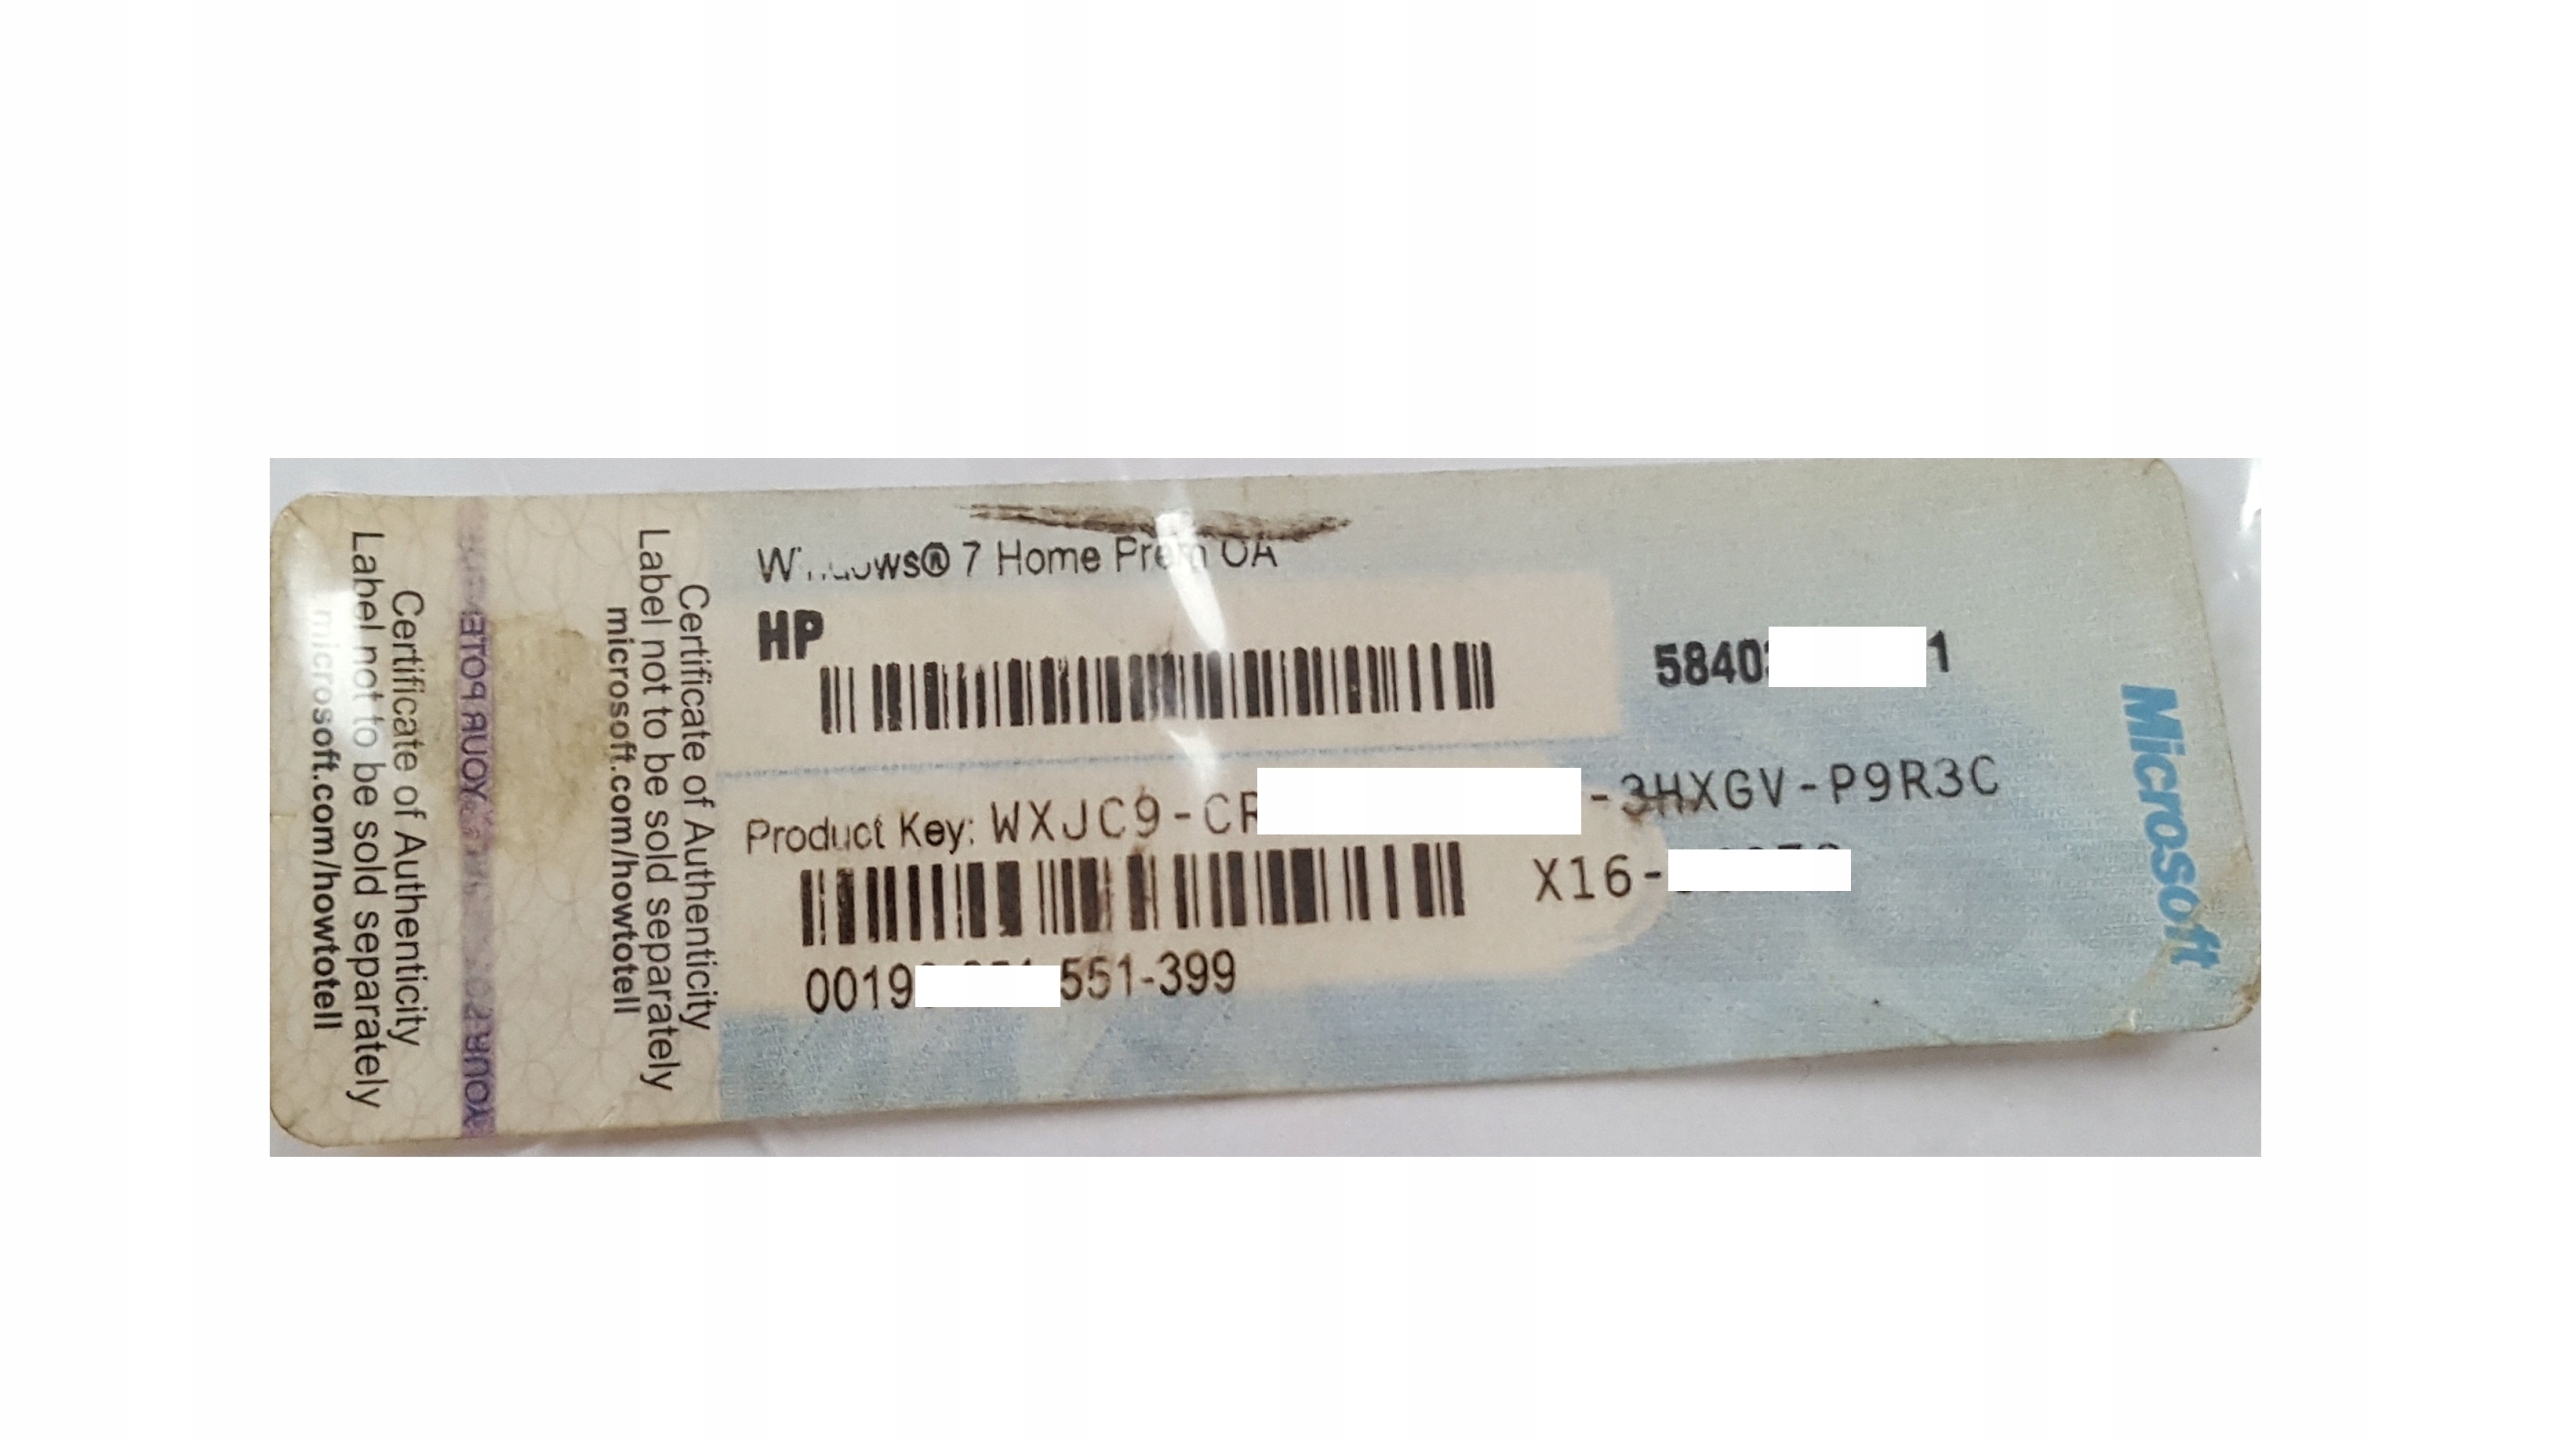 Certificate of Authenticity
Label not to be sold separately
microsoft.com/howtotell
Certificate of Authenticity
Label not to be sold separately
microsoft.com/howtotell
Windows® 7 Home Prem OA
HP
5840 1
Product Key: WXJC9-CR -3HXGV-P9R3C
X16-
0019 551-399
Microsoft